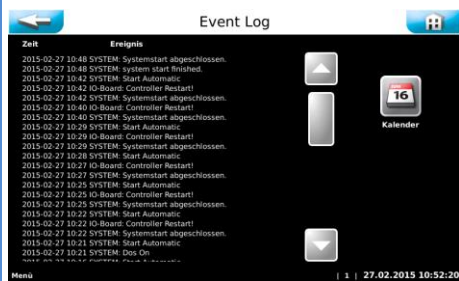 Event Log
Zeit Ereignis
2015-02-27 10:48 SYSTEM: Systemstart abgeschlossen.
2015-02-27 10:48 SYSTEM: system start finished.
2015-02-27 10:42 SYSTEM: Start Automatic
2015-02-27 10:42 IO-Board: Controller Restart!
2015-02-27 10:42 SYSTEM: Systemstart abgeschlossen.
2015-02-27 10:40 IO-Board: Controller Restart!
2015-02-27 10:40 SYSTEM: Systemstart abgeschlossen.
2015-02-27 10:29 SYSTEM: Start Automatic
2015-02-27 10:29 IO-Board: Controller Restart!
2015-02-27 10:29 SYSTEM: Systemstart abgeschlossen.
2015-02-27 10:28 SYSTEM: Start Automatic
2015-02-27 10:27 IO-Board: Controller Restart!
2015-02-27 10:27 SYSTEM: Systemstart abgeschlossen.
2015-02-27 10:25 SYSTEM: Start Automatic
2015-02-27 10:25 IO-Board: Controller Restart!
2015-02-27 10:25 SYSTEM: Systemstart abgeschlossen.
2015-02-27 10:22 SYSTEM: Start Automatic
2015-02-27 10:22 IO-Board: Controller Restart!
2015-02-27 10:22 SYSTEM: Systemstart abgeschlossen.
2015-02-27 10:21 SYSTEM: Start Automatic
2015-02-27 10:21 SYSTEM: Dos On
2015-02-27 10:16 SYSTEM: Start Automatic
16
Kalender
Menü
| 1 | 27.02.2015 10:52:20